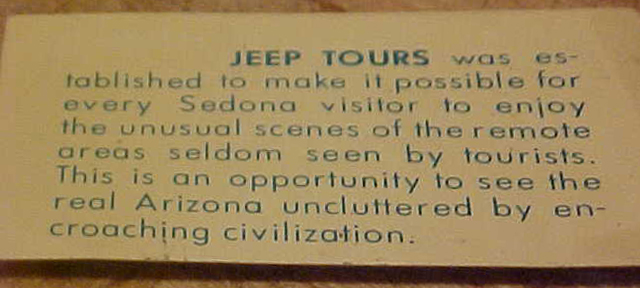 JEEP TOURS was es-
tablished to make it possible for
every Sedona visitor to enjoy
the unusual scenes of the remote
areas seldom seen by tourists.
This is an opportunity to see the
real Arizona uncluttered by en-
croaching civilization.